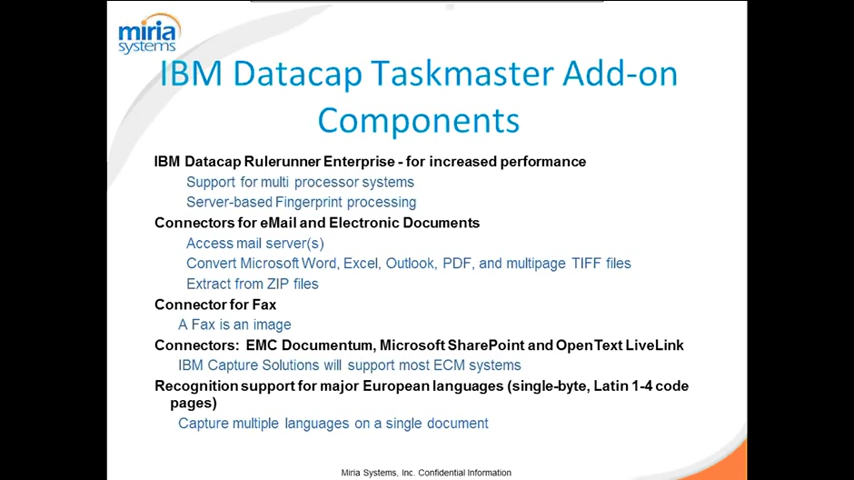 miria
systems
IBM Datacap Taskmaster Add-on
Components
IBM Datacap Rulerunner Enterprise - for increased performance
Support for multi processor systems
Server-based Fingerprint processing
Connectors for eMail and Electronic Documents
Access mail server(s)
Convert Microsoft Word, Excel, Outlook, PDF, and multipage TIFF files
Extract from ZIP files
Connector for Fax
A Fax is an image
Connectors: EMC Documentum, Microsoft SharePoint and OpenText LiveLink
IBM Capture Solutions will support most ECM systems
Recognition support for major European languages (single-byte, Latin 1-4 code
pages)
Capture multiple languages on a single document
Miria Systems, Inc. Confidential Information